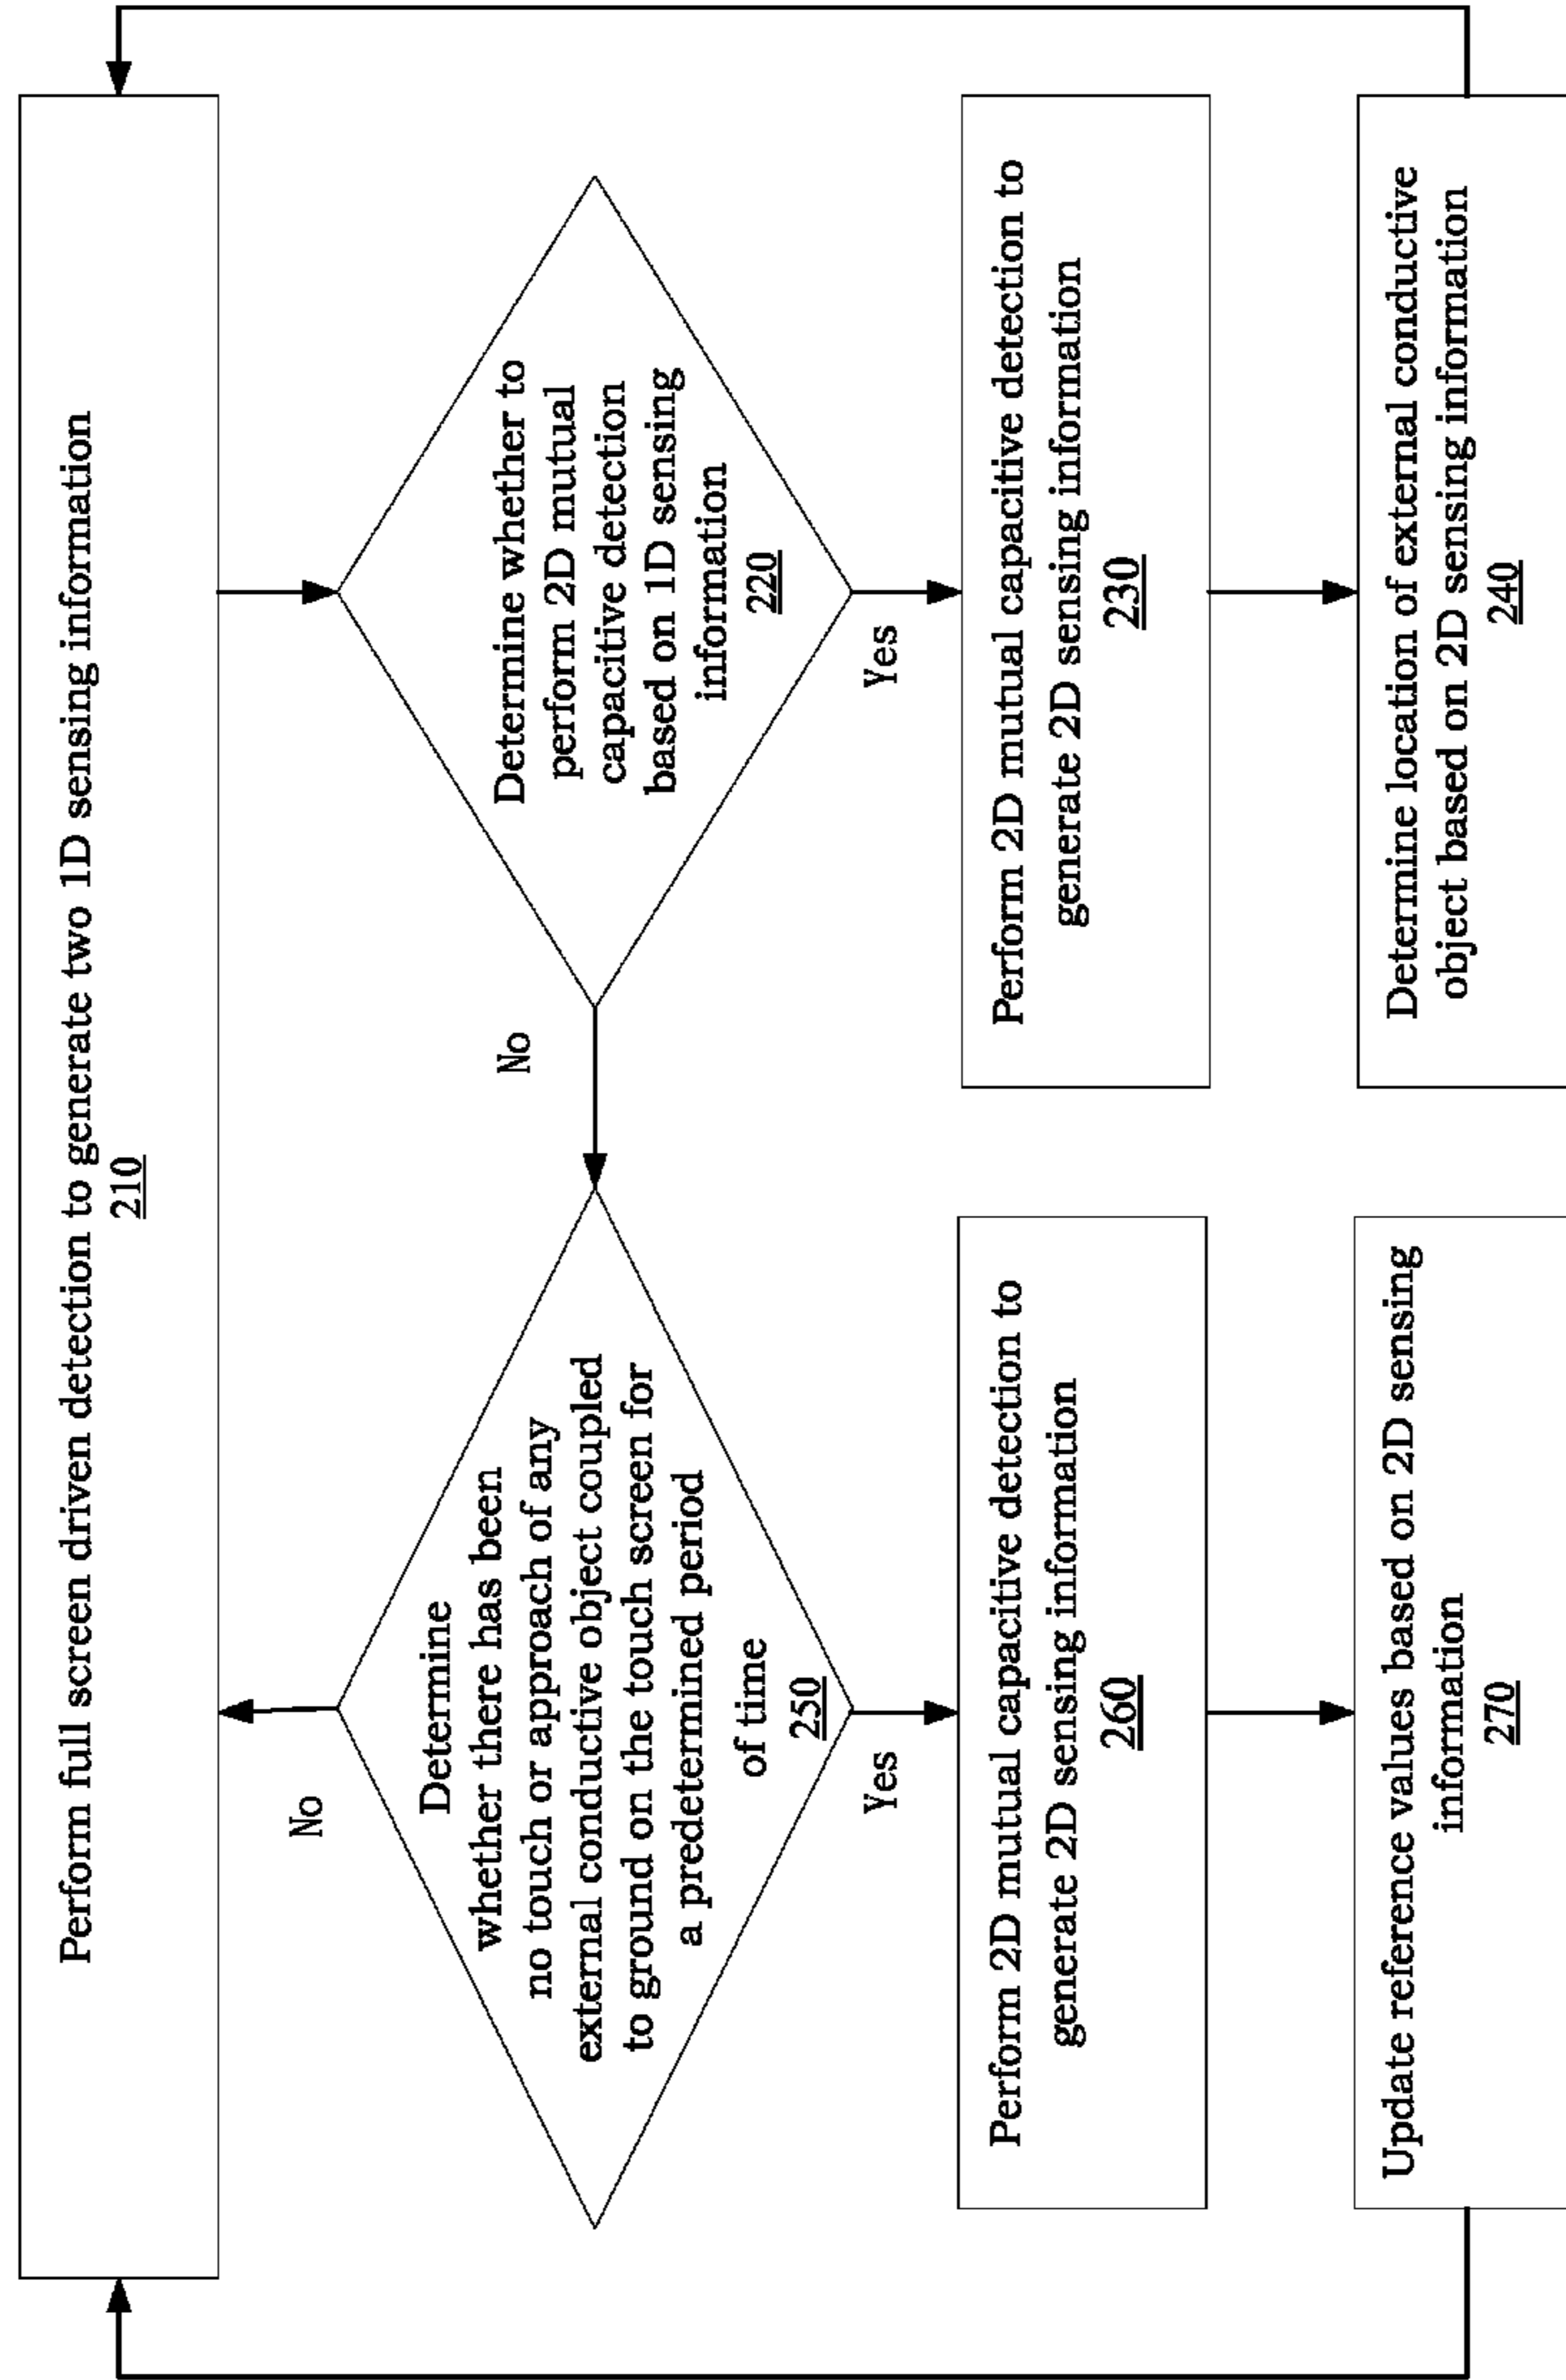 Perform full screen driven detection to generate two 1D sensing information
210
Determine whether to
perform 2D mutual
capacitive detection
based on 1D sensing
information
220
No
Yes
Determine
whether there has been
no touch or approach of any
external conductive object coupled
to ground on the touch screen for
a predetermined period
of time
250
No
Yes
Perform 2D mutual capacitive detection to
generate 2D sensing information
230
Perform 2D mutual capacitive detection to
generate 2D sensing information
260
Determine location of external conductive
object based on 2D sensing information
240
Update reference values based on 2D sensing
information
270